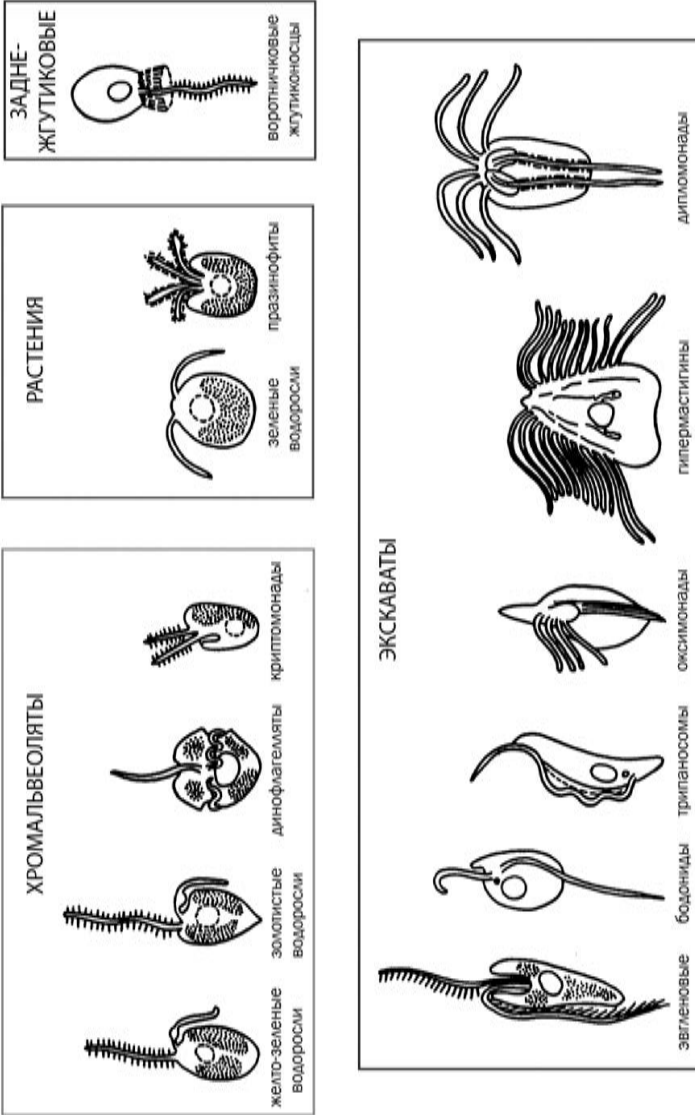 ХРОМАЛЬВЕОЛЯТЫ
желто-зеленые
водоросли
золотистые
водоросли
динофлагелляты
криптомонады
РАСТЕНИЯ
зеленые
водоросли
празинофиты
ЗАДНЕ-
ЖГУТИКОВЫЕ
воротничковые
жгутиконосцы
ЭКСКАВАТЫ
эвгленовые
бодониды
трипаносомы
оксимонады
гипермастигины
дипломонады